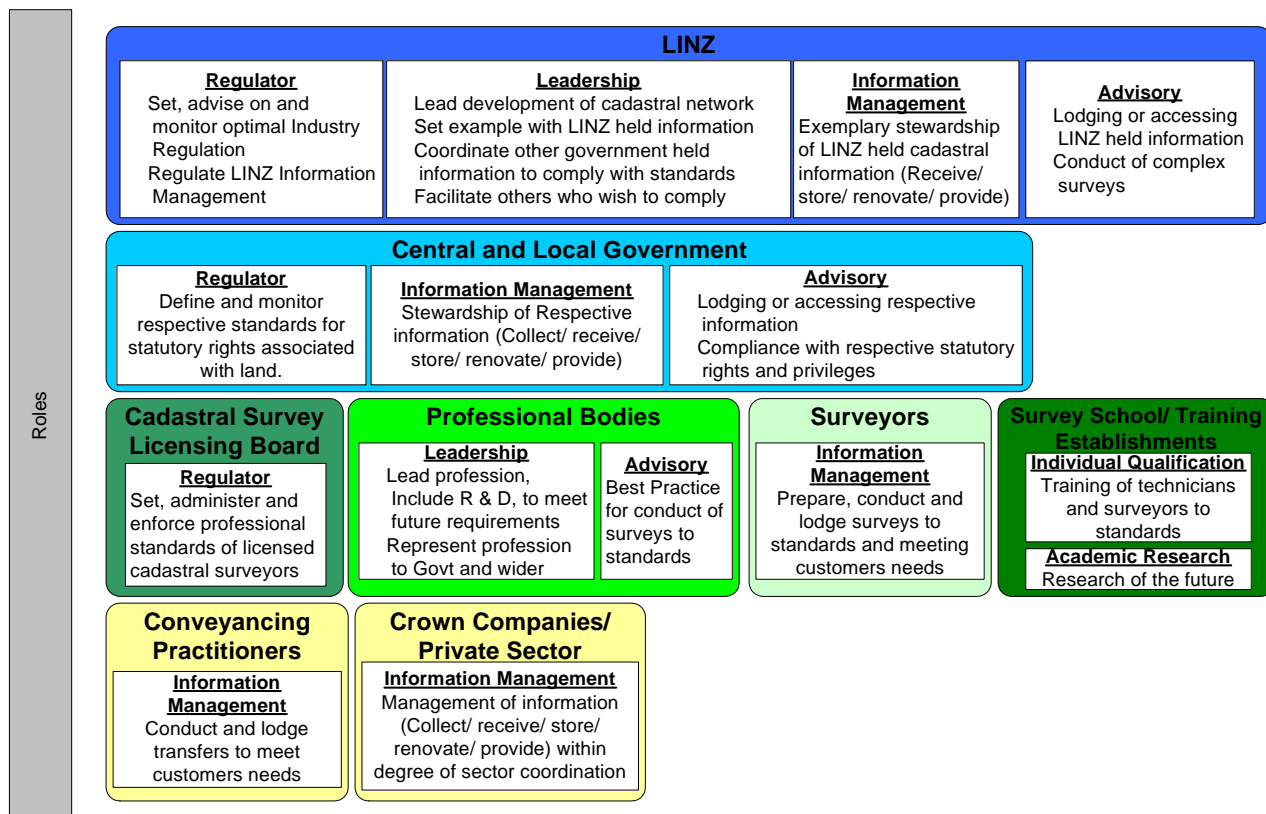 Roles
LINZ
Regulator
Set, advise on and
monitor optimal Industry
Regulation
Regulate LINZ Information
Management
Leadership
Lead development of cadastral network
Set example with LINZ held information
Coordinate other government held
information to comply with standards
Facilitate others who wish to comply
Information
Management
Exemplary stewardship
of LINZ held cadastral
information (Receive/
store/ renovate/ provide)
Advisory
Lodging or accessing
LINZ held information
Conduct of complex
surveys
Central and Local Government
Regulator
Define and monitor
respective standards for
statutory rights associated
with land.
Information Management
Stewardship of Respective
information (Collect/ receive/
store/ renovate/ provide)
Advisory
Lodging or accessing respective
information
Compliance with respective statutory
rights and privileges
Cadastral Survey
Licensing Board
Regulator
Set, administer and
enforce professional
standards of licensed
cadastral surveyors
Professional Bodies
Leadership
Lead profession,
Include R & D, to meet
future requirements
Represent profession
to Govt and wider
Advisory
Best Practice
for conduct of
surveys to
standards
Surveyors
Information
Management
Prepare, conduct and
lodge surveys to
standards and meeting
customers needs
Survey School/ Training
Establishments
Individual Qualification
Training of technicians
and surveyors to
standards
Academic Research
Research of the future
Conveyancing
Practitioners
Information
Management
Conduct and lodge
transfers to meet
customers needs
Crown Companies/
Private Sector
Information Management
Management of information
(Collect/ receive/ store/
renovate/ provide) within
degree of sector coordination